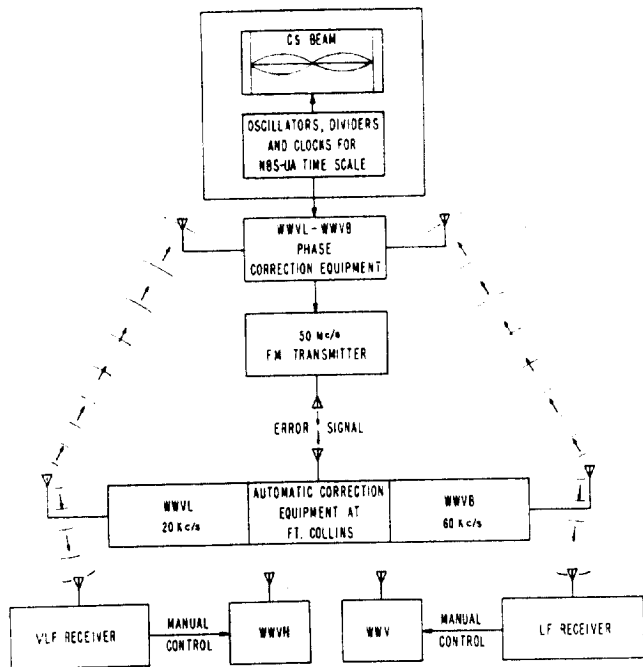 CS BEAM
OSCILLATORS, DIVIDERS
AND CLOCKS FOR
NBS-UA TIME SCALE
WWVL-WWVB
PHASE
CORRECTION EQUIPMENT
50 Mc/s
FM TRANSMITTER
ERROR SIGNAL
WWVL
20 Kc/s
AUTOMATIC CORRECTION
EQUIPMENT AT
FT. COLLINS
WWVB
60 Kc/s
VLF RECEIVER
MANUAL
CONTROL
WWVH
WWV
MANUAL
CONTROL
LF RECEIVER